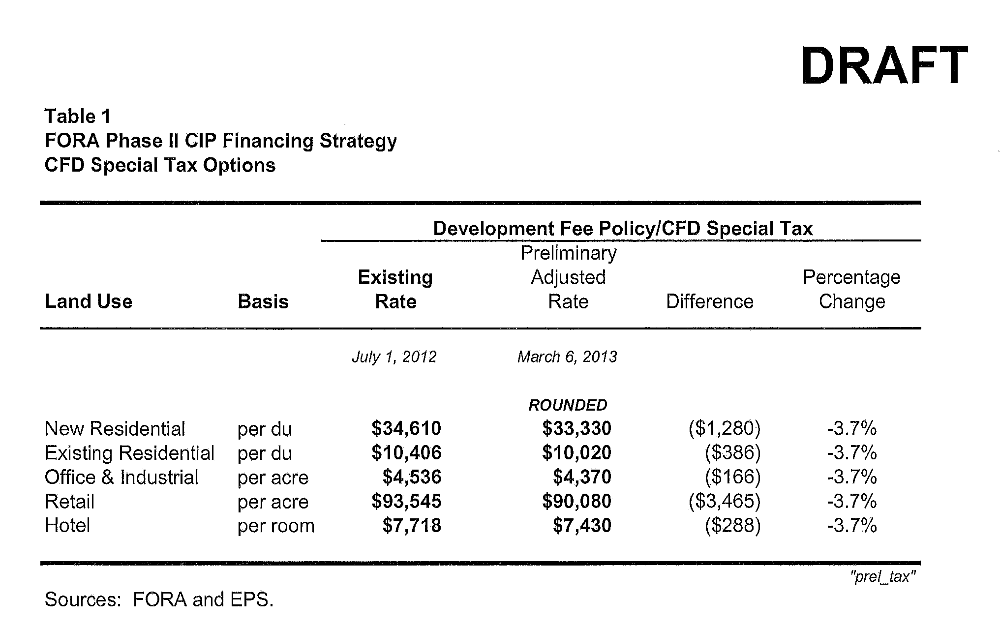 DRAFT
Table 1
FORA Phase II CIP Financing Strategy
CFD Special Tax Options
Development Fee Policy/CFD Special Tax
Preliminary
Existing Adjusted Percentage
Land Use Basis Rate Rate Difference Change
July 1, 2012 March 6, 2013
ROUNDED
New Residential per du $34,610 $33,330 ($1,280) -3.7%
Existing Residential per du $10,406 $10,020 ($386) -3.7%
Office & Industrial per acre $4,536 $4,370 ($166) -3.7%
Retail per acre $93,545 $90,080 ($3,465) -3.7%
Hotel per room $7,718 $7,430 ($288) -3.7%
"prel_tax"
Sources: FORA and EPS.